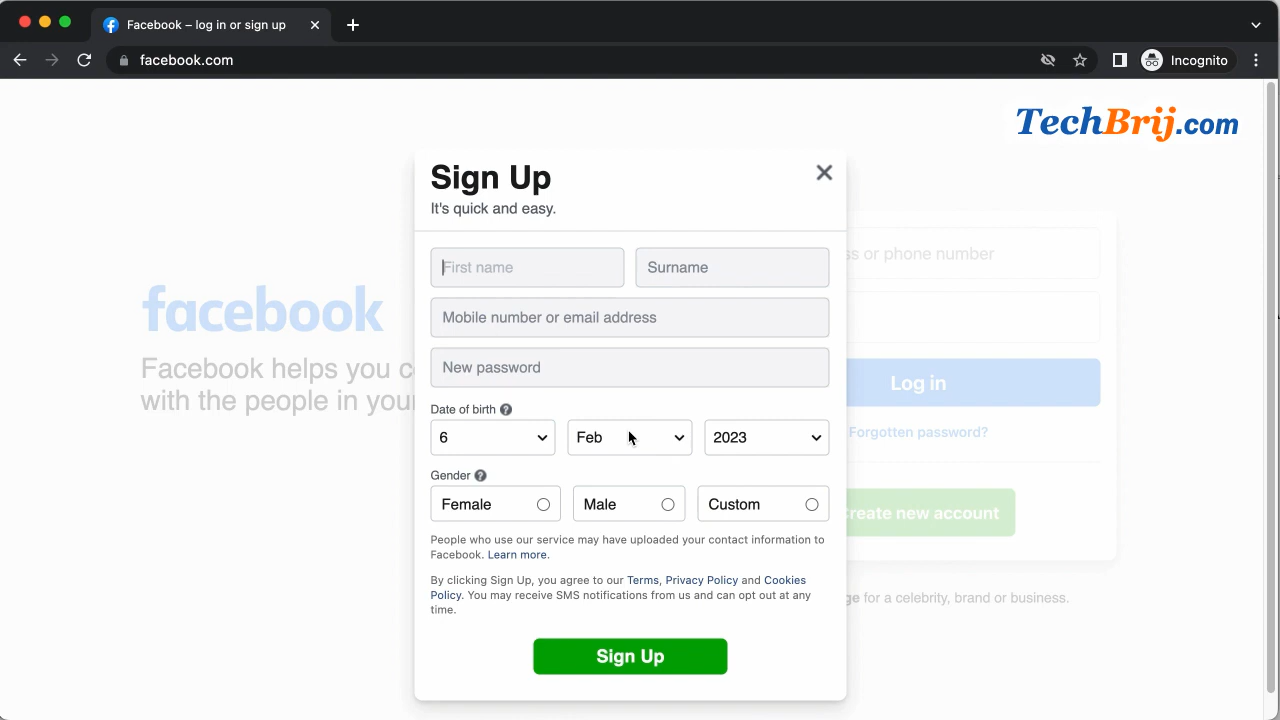 Facebook – log in or sign up
facebook.com
Incognito
TechBrij.com
Sign Up
It's quick and easy.
First name
Surname
Mobile number or email address
New password
Date of birth
6
Feb
2023
Gender
Female
Male
Custom
People who use our service may have uploaded your contact information to
Facebook. Learn more.
By clicking Sign Up, you agree to our Terms, Privacy Policy and Cookies
Policy. You may receive SMS notifications from us and can opt out at any
time.
Sign Up
facebook
Facebook helps you
with the people in
or phone number
Log in
Forgotten password?
Create new account
for a celebrity, brand or business.